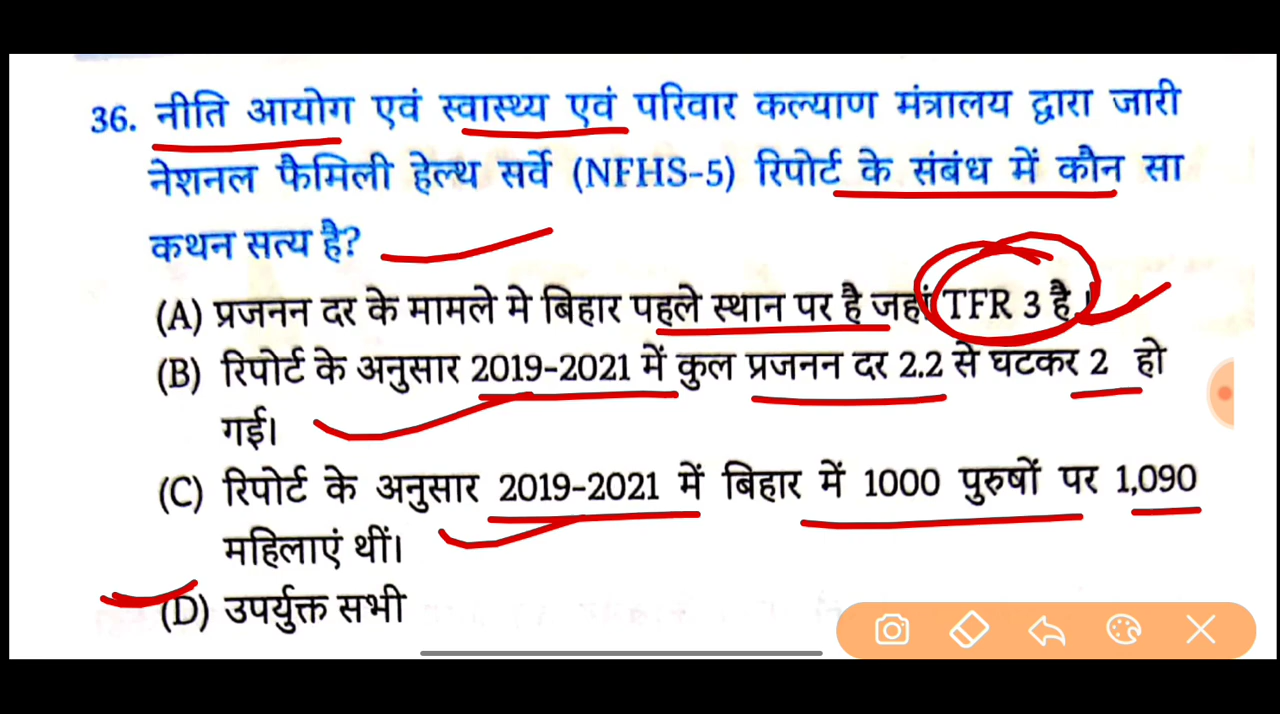 36. नीति आयोग एवं स्वास्थ्य एवं परिवार कल्याण मंत्रालय द्वारा जारी
नेशनल फैमिली हेल्थ सर्वे (NFHS-5) रिपोर्ट के संबंध में कौन सा
कथन सत्य है?
(A) प्रजनन दर के मामले मे बिहार पहले स्थान पर है जहां TFR 3 है।
(B) रिपोर्ट के अनुसार 2019-2021 में कुल प्रजनन दर 2.2 से घटकर 2 हो
गई।
(C) रिपोर्ट के अनुसार 2019-2021 में बिहार में 1000 पुरुषों पर 1,090
महिलाएं थीं।
(D) उपर्युक्त सभी